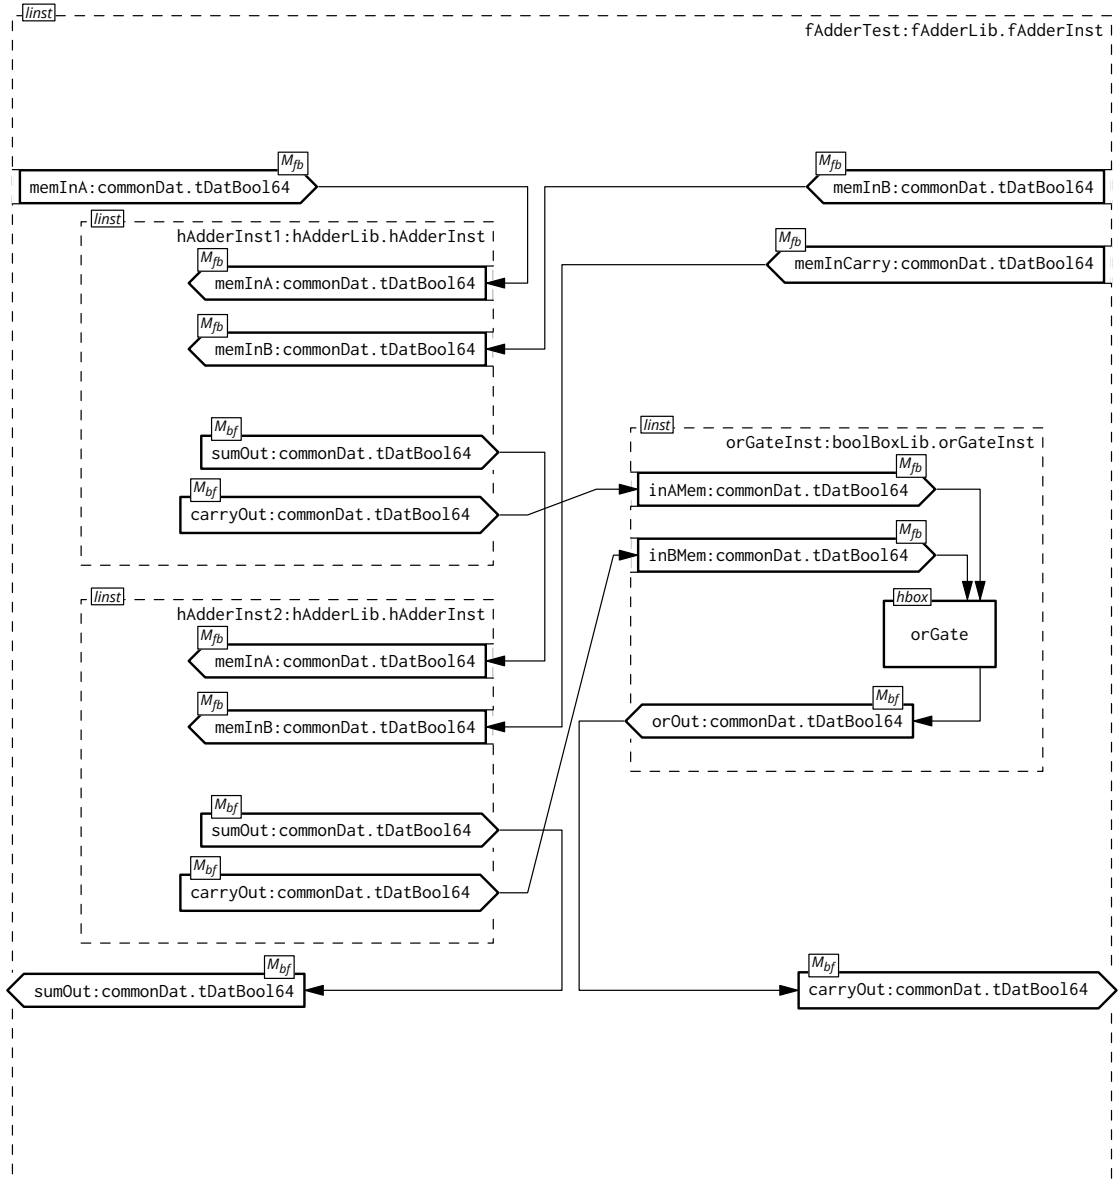 linst
fAdderTest:fAdderLib.fAdderInst
Mfb
memInA:commonDat.tDatBool64
Mfb
memInB:commonDat.tDatBool64
linst
hAdderInst1:hAdderLib.hAdderInst
Mfb
memInCarry:commonDat.tDatBool64
Mfb
memInA:commonDat.tDatBool64
Mfb
memInB:commonDat.tDatBool64
Mbf
sumOut:commonDat.tDatBool64
Mbf
carryOut:commonDat.tDatBool64
linst
orGateInst:boolBoxLib.orGateInst
Mfb
inAMem:commonDat.tDatBool64
Mfb
inBMem:commonDat.tDatBool64
hbox
orGate
Mbf
orOut:commonDat.tDatBool64
linst
hAdderInst2:hAdderLib.hAdderInst
Mfb
memInA:commonDat.tDatBool64
Mfb
memInB:commonDat.tDatBool64
Mbf
sumOut:commonDat.tDatBool64
Mbf
carryOut:commonDat.tDatBool64
Mbf
sumOut:commonDat.tDatBool64
Mbf
carryOut:commonDat.tDatBool64